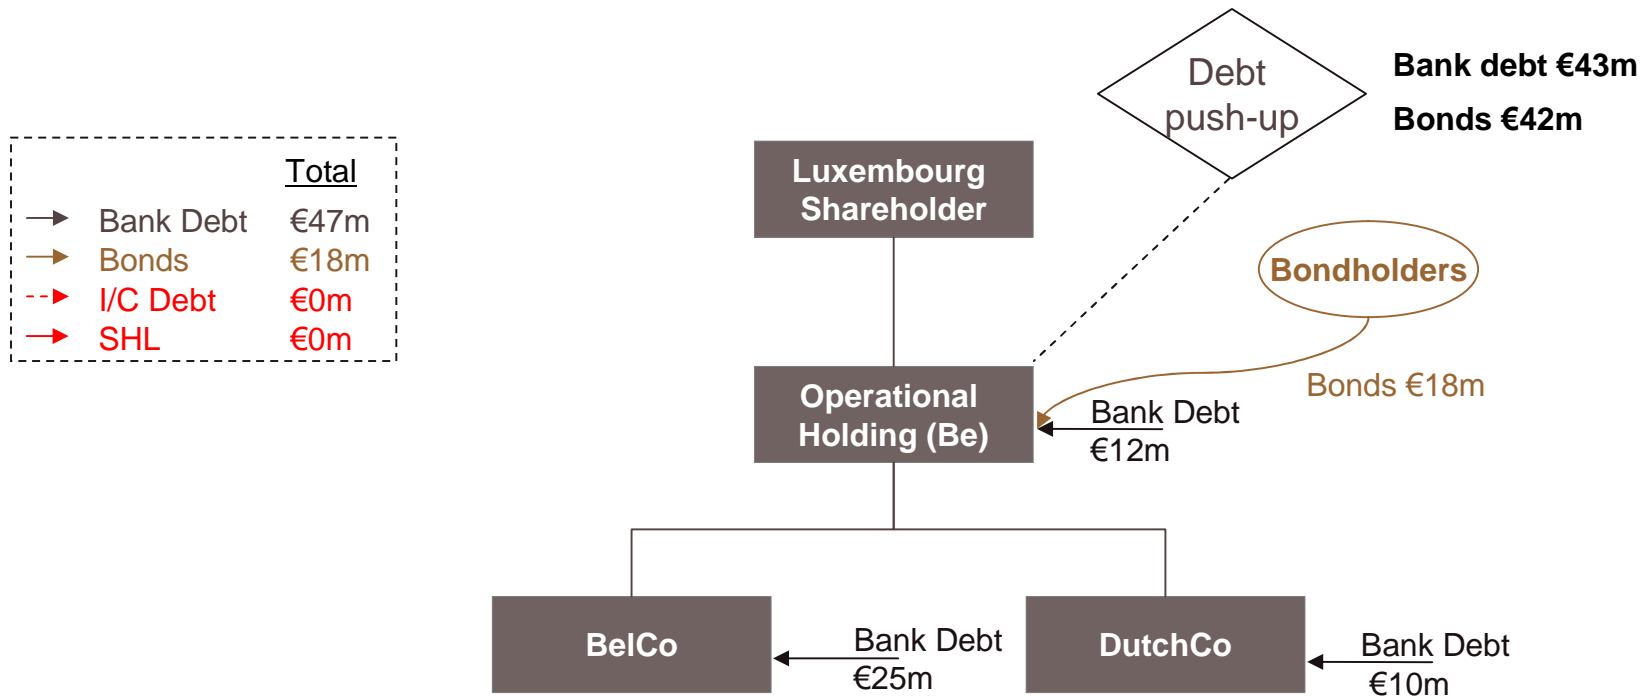 Debt
push-up
Bank debt €43m
Bonds €42m
Total
Bank Debt €47m
Bonds €18m
I/C Debt €0m
SHL €0m
Luxembourg
Shareholder
Bondholders
Bonds €18m
Operational
Holding (Be)
Bank Debt
€12m
BelCo
Bank Debt
€25m
DutchCo
Bank Debt
€10m